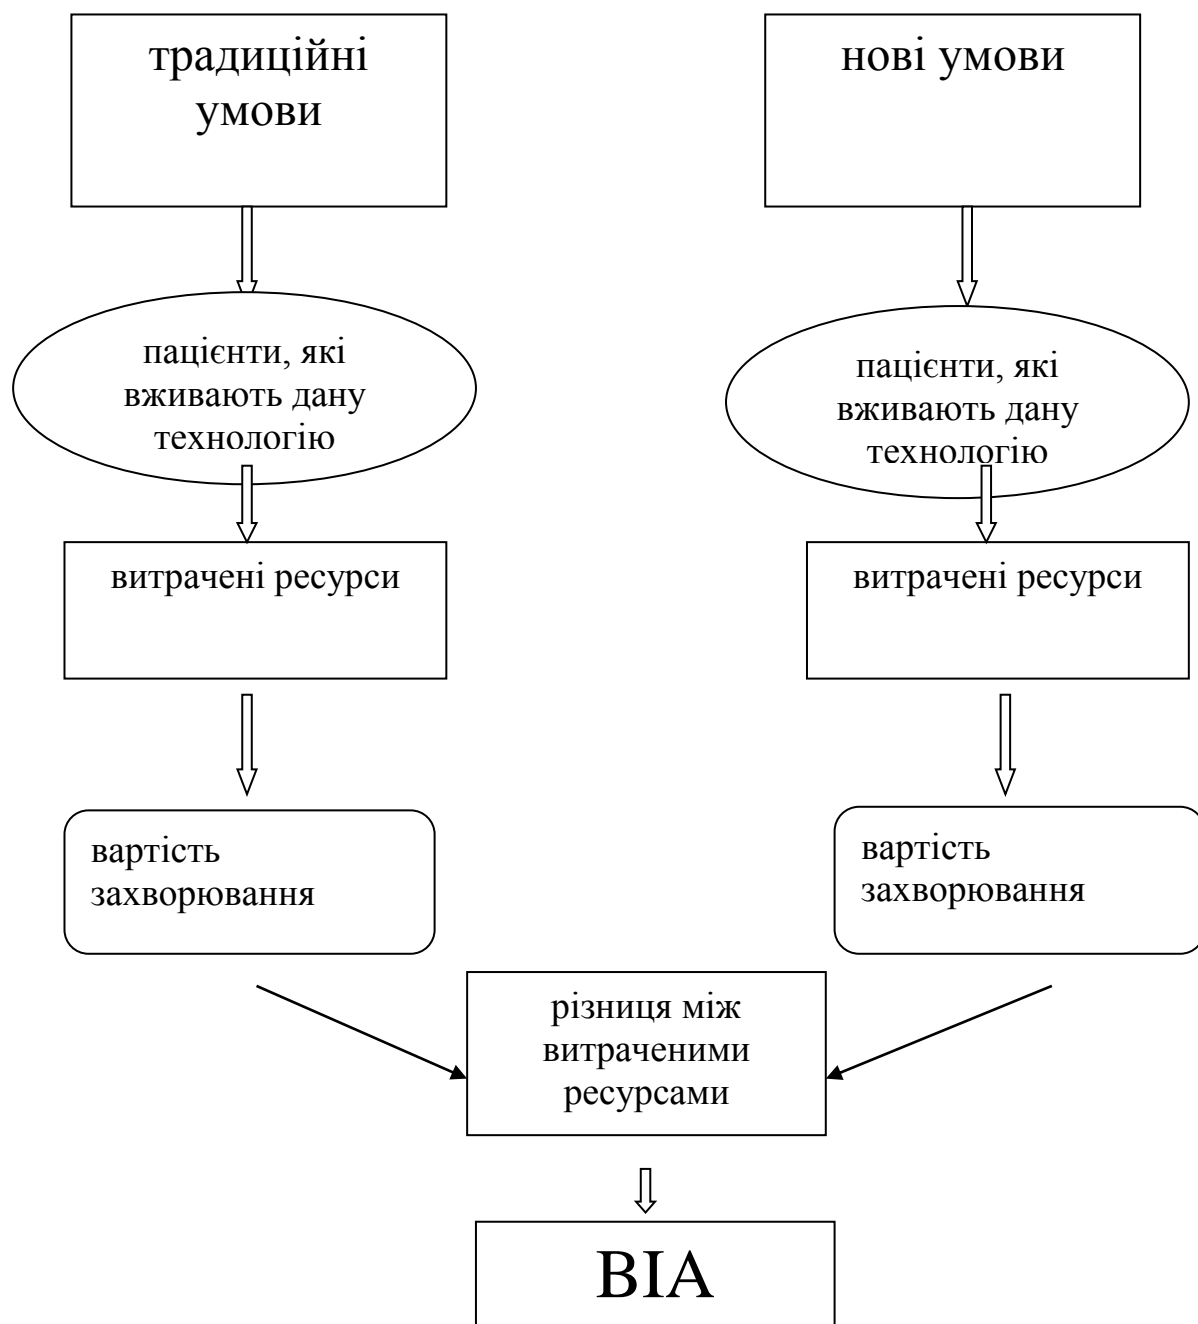 традиційні
умови
нові умови
пацієнти, які
вживають дану
технологію
пацієнти, які
вживають дану
технологію
витрачені ресурси
витрачені ресурси
вартість
захворювання
вартість
захворювання
різниця між
витраченими
ресурсами
BIA